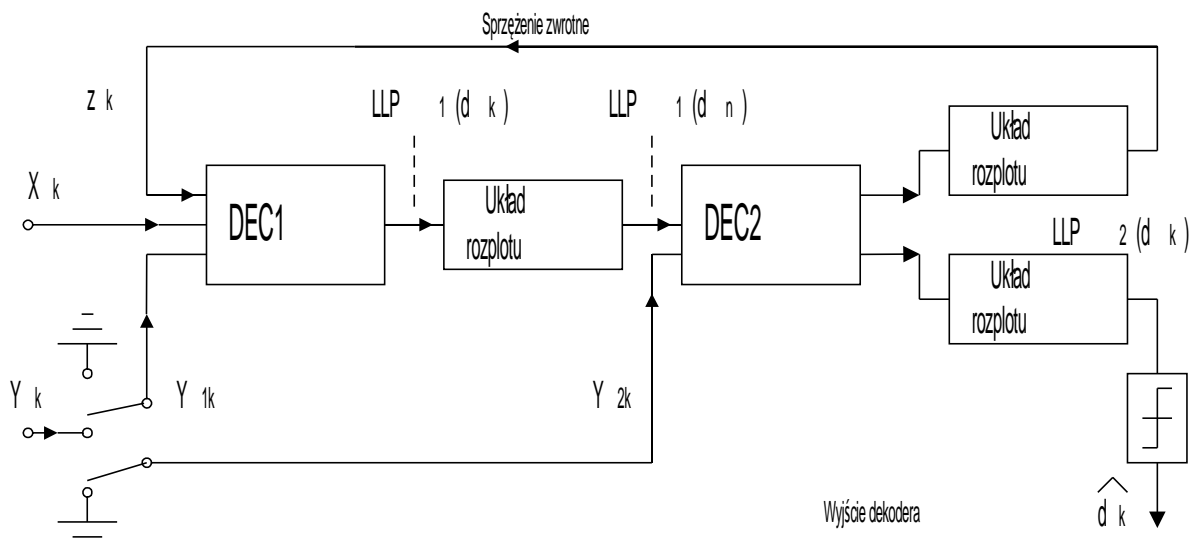 Sprzężenie zwrotne
z k
LLP 1 (d k )
LLP 1 (d n )
Układ
rozplotu
X k
DEC1
Układ
rozplotu
DEC2
LLP 2 (d k )
Układ
rozplotu
Y k
Y 1k
Y 2k
Wyjście dekodera
d k